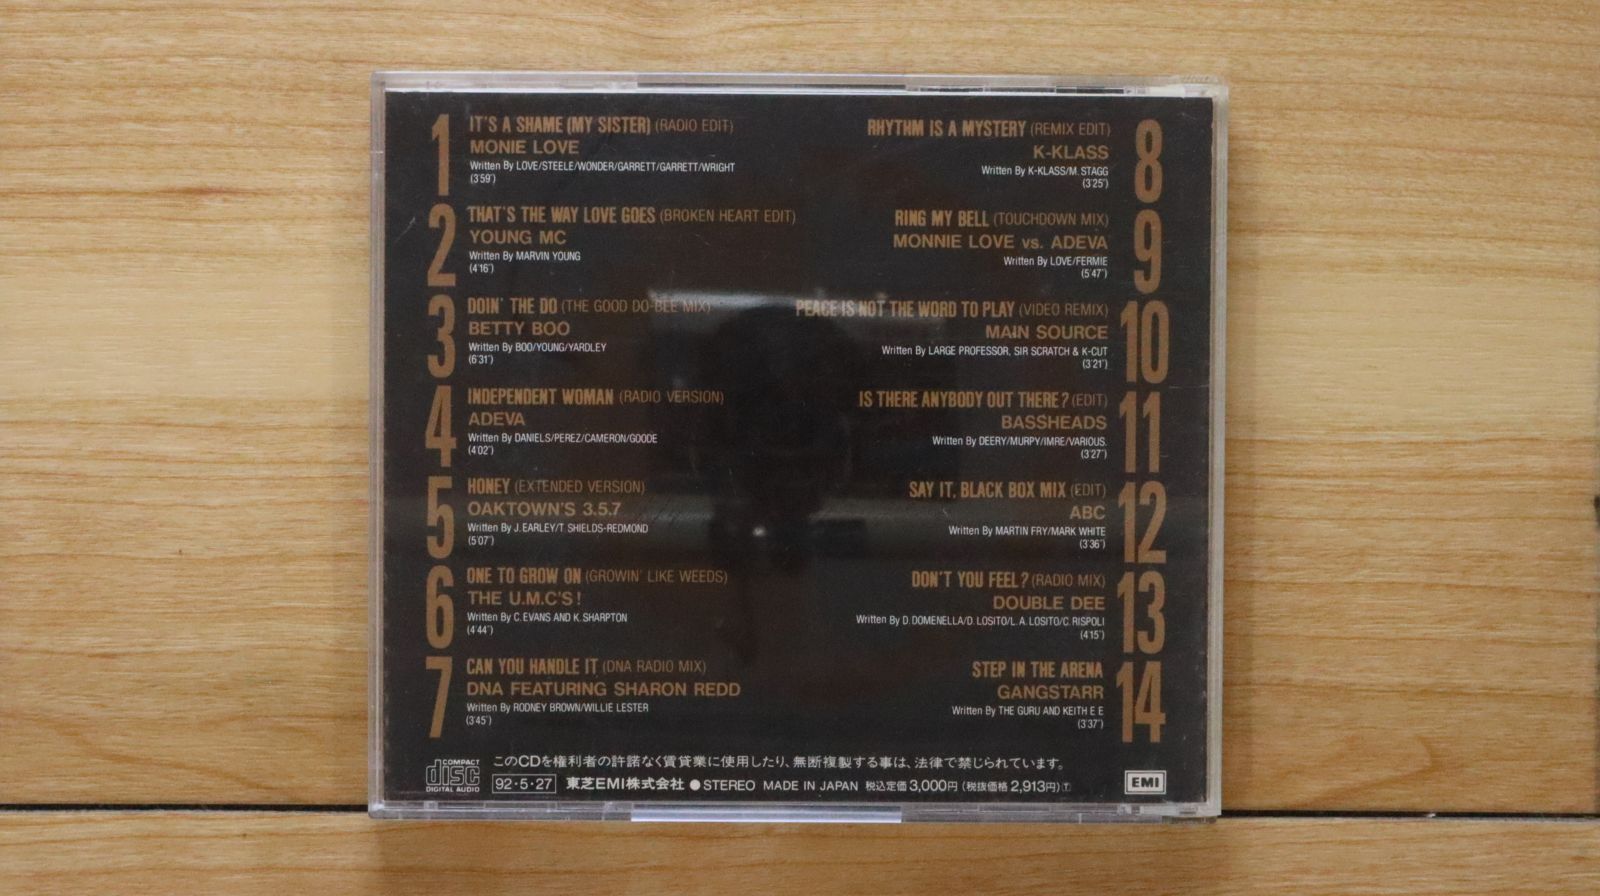 1
IT'S A SHAME (MY SISTER) (RADIO EDIT)
MONIE LOVE
Written By LOVE/STEELE/WONDER/GARRETT/GARRETT/WRIGHT
(3'59")
2
THAT'S THE WAY LOVE GOES (BROKEN HEART EDIT)
YOUNG MC
Written By MARVIN YOUNG
(4'16")
3
DOIN' THE DO (THE GOOD DO-BEE MIX)
BETTY BOO
Written By BOO/YOUNG/YARDLEY
(6'31")
4
INDEPENDENT WOMAN (RADIO VERSION)
ADEVA
Written By DANIELS/PEREZ/CAMERON/GOODE
(4'02")
5
HONEY (EXTENDED VERSION)
OAKTOWN'S 3.5.7
Written By J. EARLEY/T. SHIELDS-REDMOND
(5'07")
6
ONE TO GROW ON (GROWIN' LIKE WEEDS)
THE U.M.C'S!
Written By C. EVANS AND K. SHARPTON
(4'44")
7
CAN YOU HANDLE IT (DNA RADIO MIX)
DNA FEATURING SHARON REDD
Written By RODNEY BROWN/WILLIE LESTER
(3'45")
8
RHYTHM IS A MYSTERY (REMIX EDIT)
K-KLASS
Written By K-KLASS/M. STAGG
(3'25")
9
RING MY BELL (TOUCHDOWN MIX)
MONNIE LOVE vs. ADEVA
Written By LOVE/FERMIE
(5'47")
10
PEACE IS NOT THE WORD TO PLAY (VIDEO REMIX)
MAIN SOURCE
Written By LARGE PROFESSOR, SIR SCRATCH & K-CUT
(3'21")
11
IS THERE ANYBODY OUT THERE? (EDIT)
BASSHEADS
Written By DEERY/MURPY/IMRE/VARIOUS.
(3'27")
12
SAY IT, BLACK BOX MIX (EDIT)
ABC
Written By MARTIN FRY/MARK WHITE
(3'36")
13
DON'T YOU FEEL? (RADIO MIX)
DOUBLE DEE
Written By D. DOMENELLA/D. LOSITO/L. A. LOSITO/C. RISPOLI
(4'15")
14
STEP IN THE ARENA
GANGSTARR
Written By THE GURU AND KEITH E E
(3'37")
COMPACT disc DIGITAL AUDIO
このCDを権利者の許諾なく賃貸業に使用したり、無断複製する事は、法律で禁じられています。
92・5・27 東芝EMI株式会社 ●STEREO MADE IN JAPAN 税込定価3,000円(税抜価格2,913円)Ⓣ
EMI